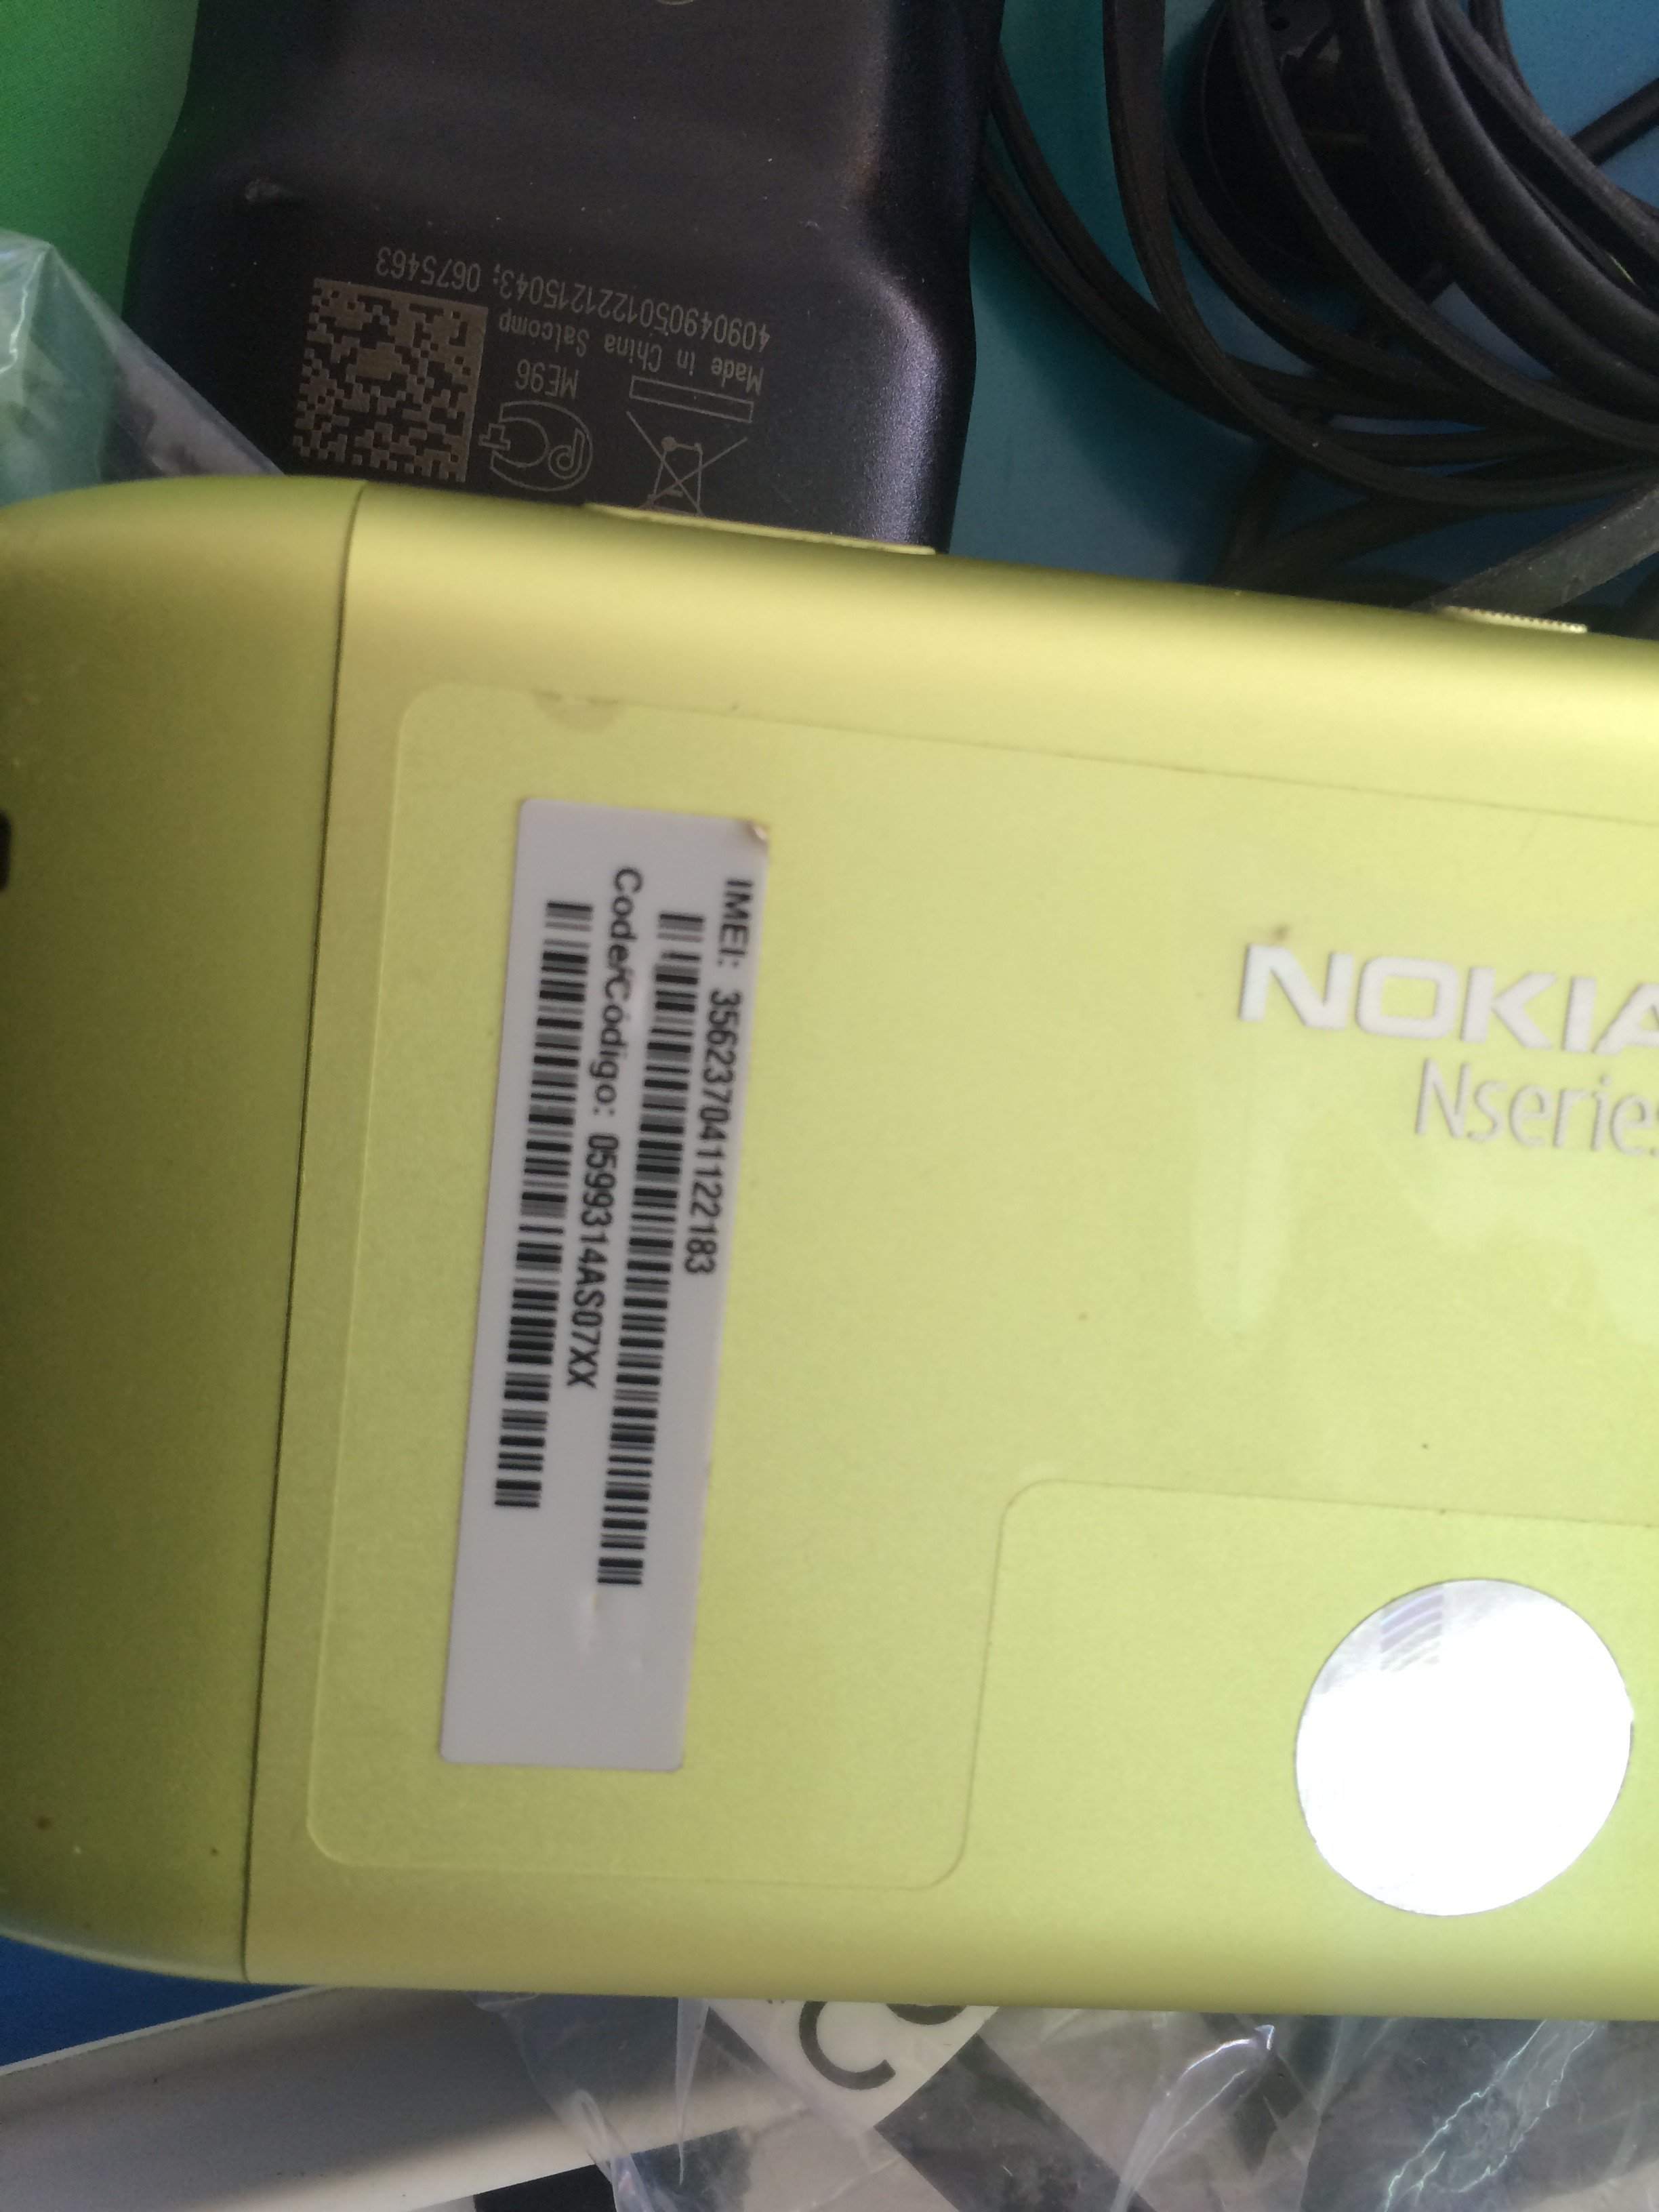 4090490501221215043; 0675463
Made in China Salcomp
ME96
IMEI: 356237041122183
Code/Código: 0599314AS07XX
NOKIA
Nseries
C